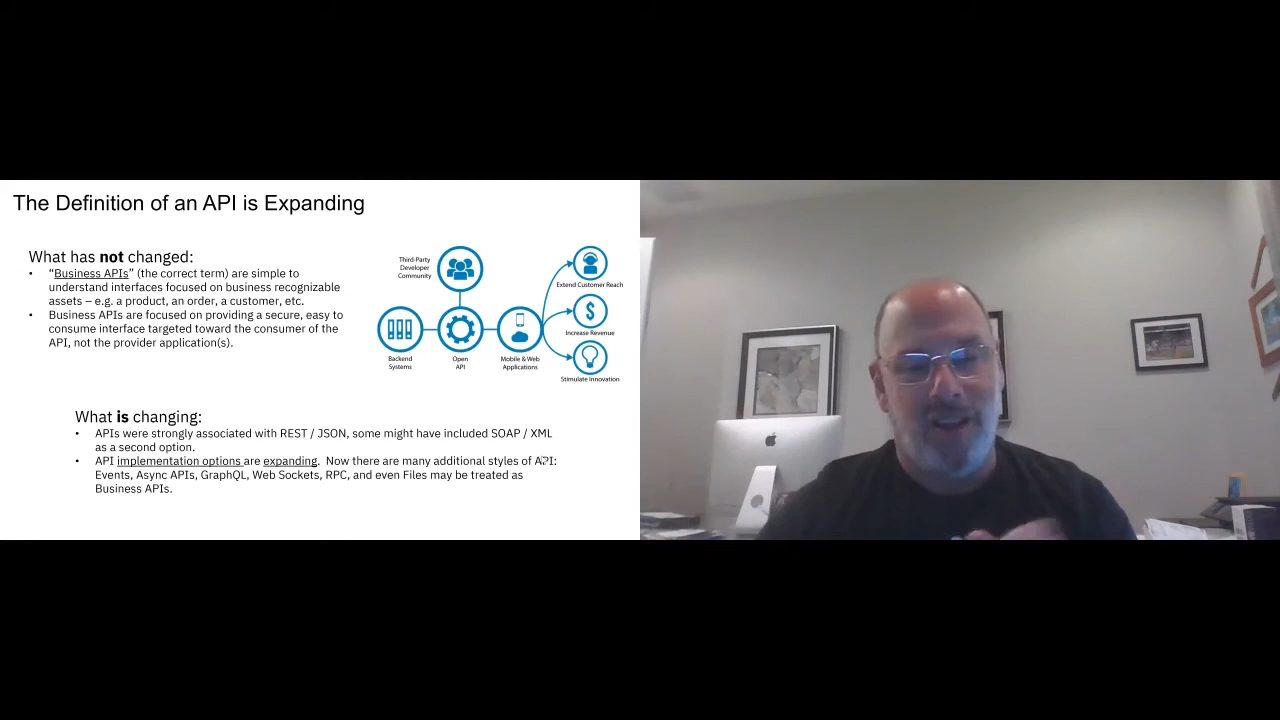 The Definition of an API is Expanding
What has not changed:
• “Business APIs” (the correct term) are simple to
understand interfaces focused on business recognizable
assets – e.g. a product, an order, a customer, etc.
• Business APIs are focused on providing a secure, easy to
consume interface targeted toward the consumer of the
API, not the provider application(s).
Third-Party
Developer
Community
Backend
Systems
Open
API
Mobile & Web
Applications
Extend Customer Reach
$
Increase Revenue
Stimulate Innovation
What is changing:
• APIs were strongly associated with REST / JSON, some might have included SOAP / XML
as a second option.
• API implementation options are expanding. Now there are many additional styles of API:
Events, Async APIs, GraphQL, Web Sockets, RPC, and even Files may be treated as
Business APIs.